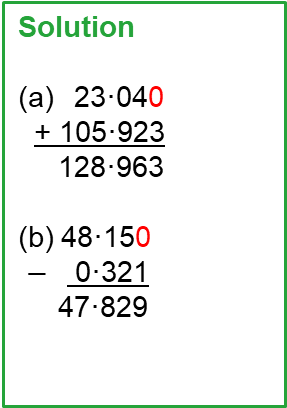 Solution
(a) 23·040
+ 105·923
128·963
(b) 48·150
– 0·321
47·829